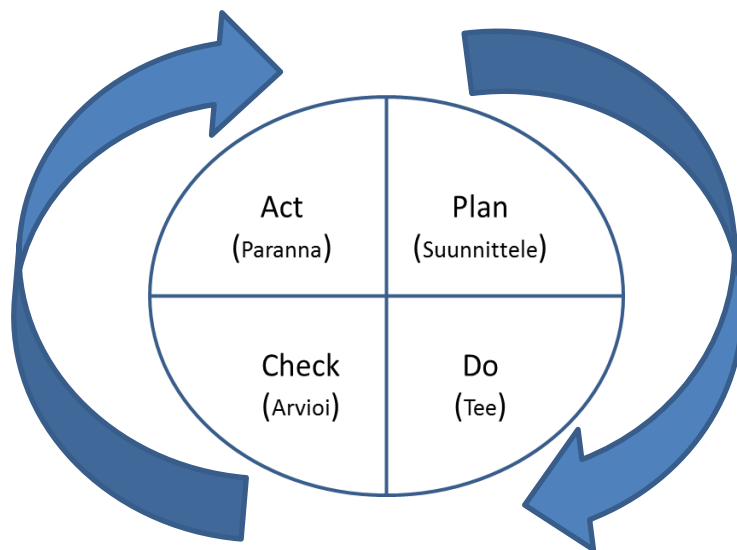 Act
(Paranna)
Plan
(Suunnittele)
Check
(Arvioi)
Do
(Tee)